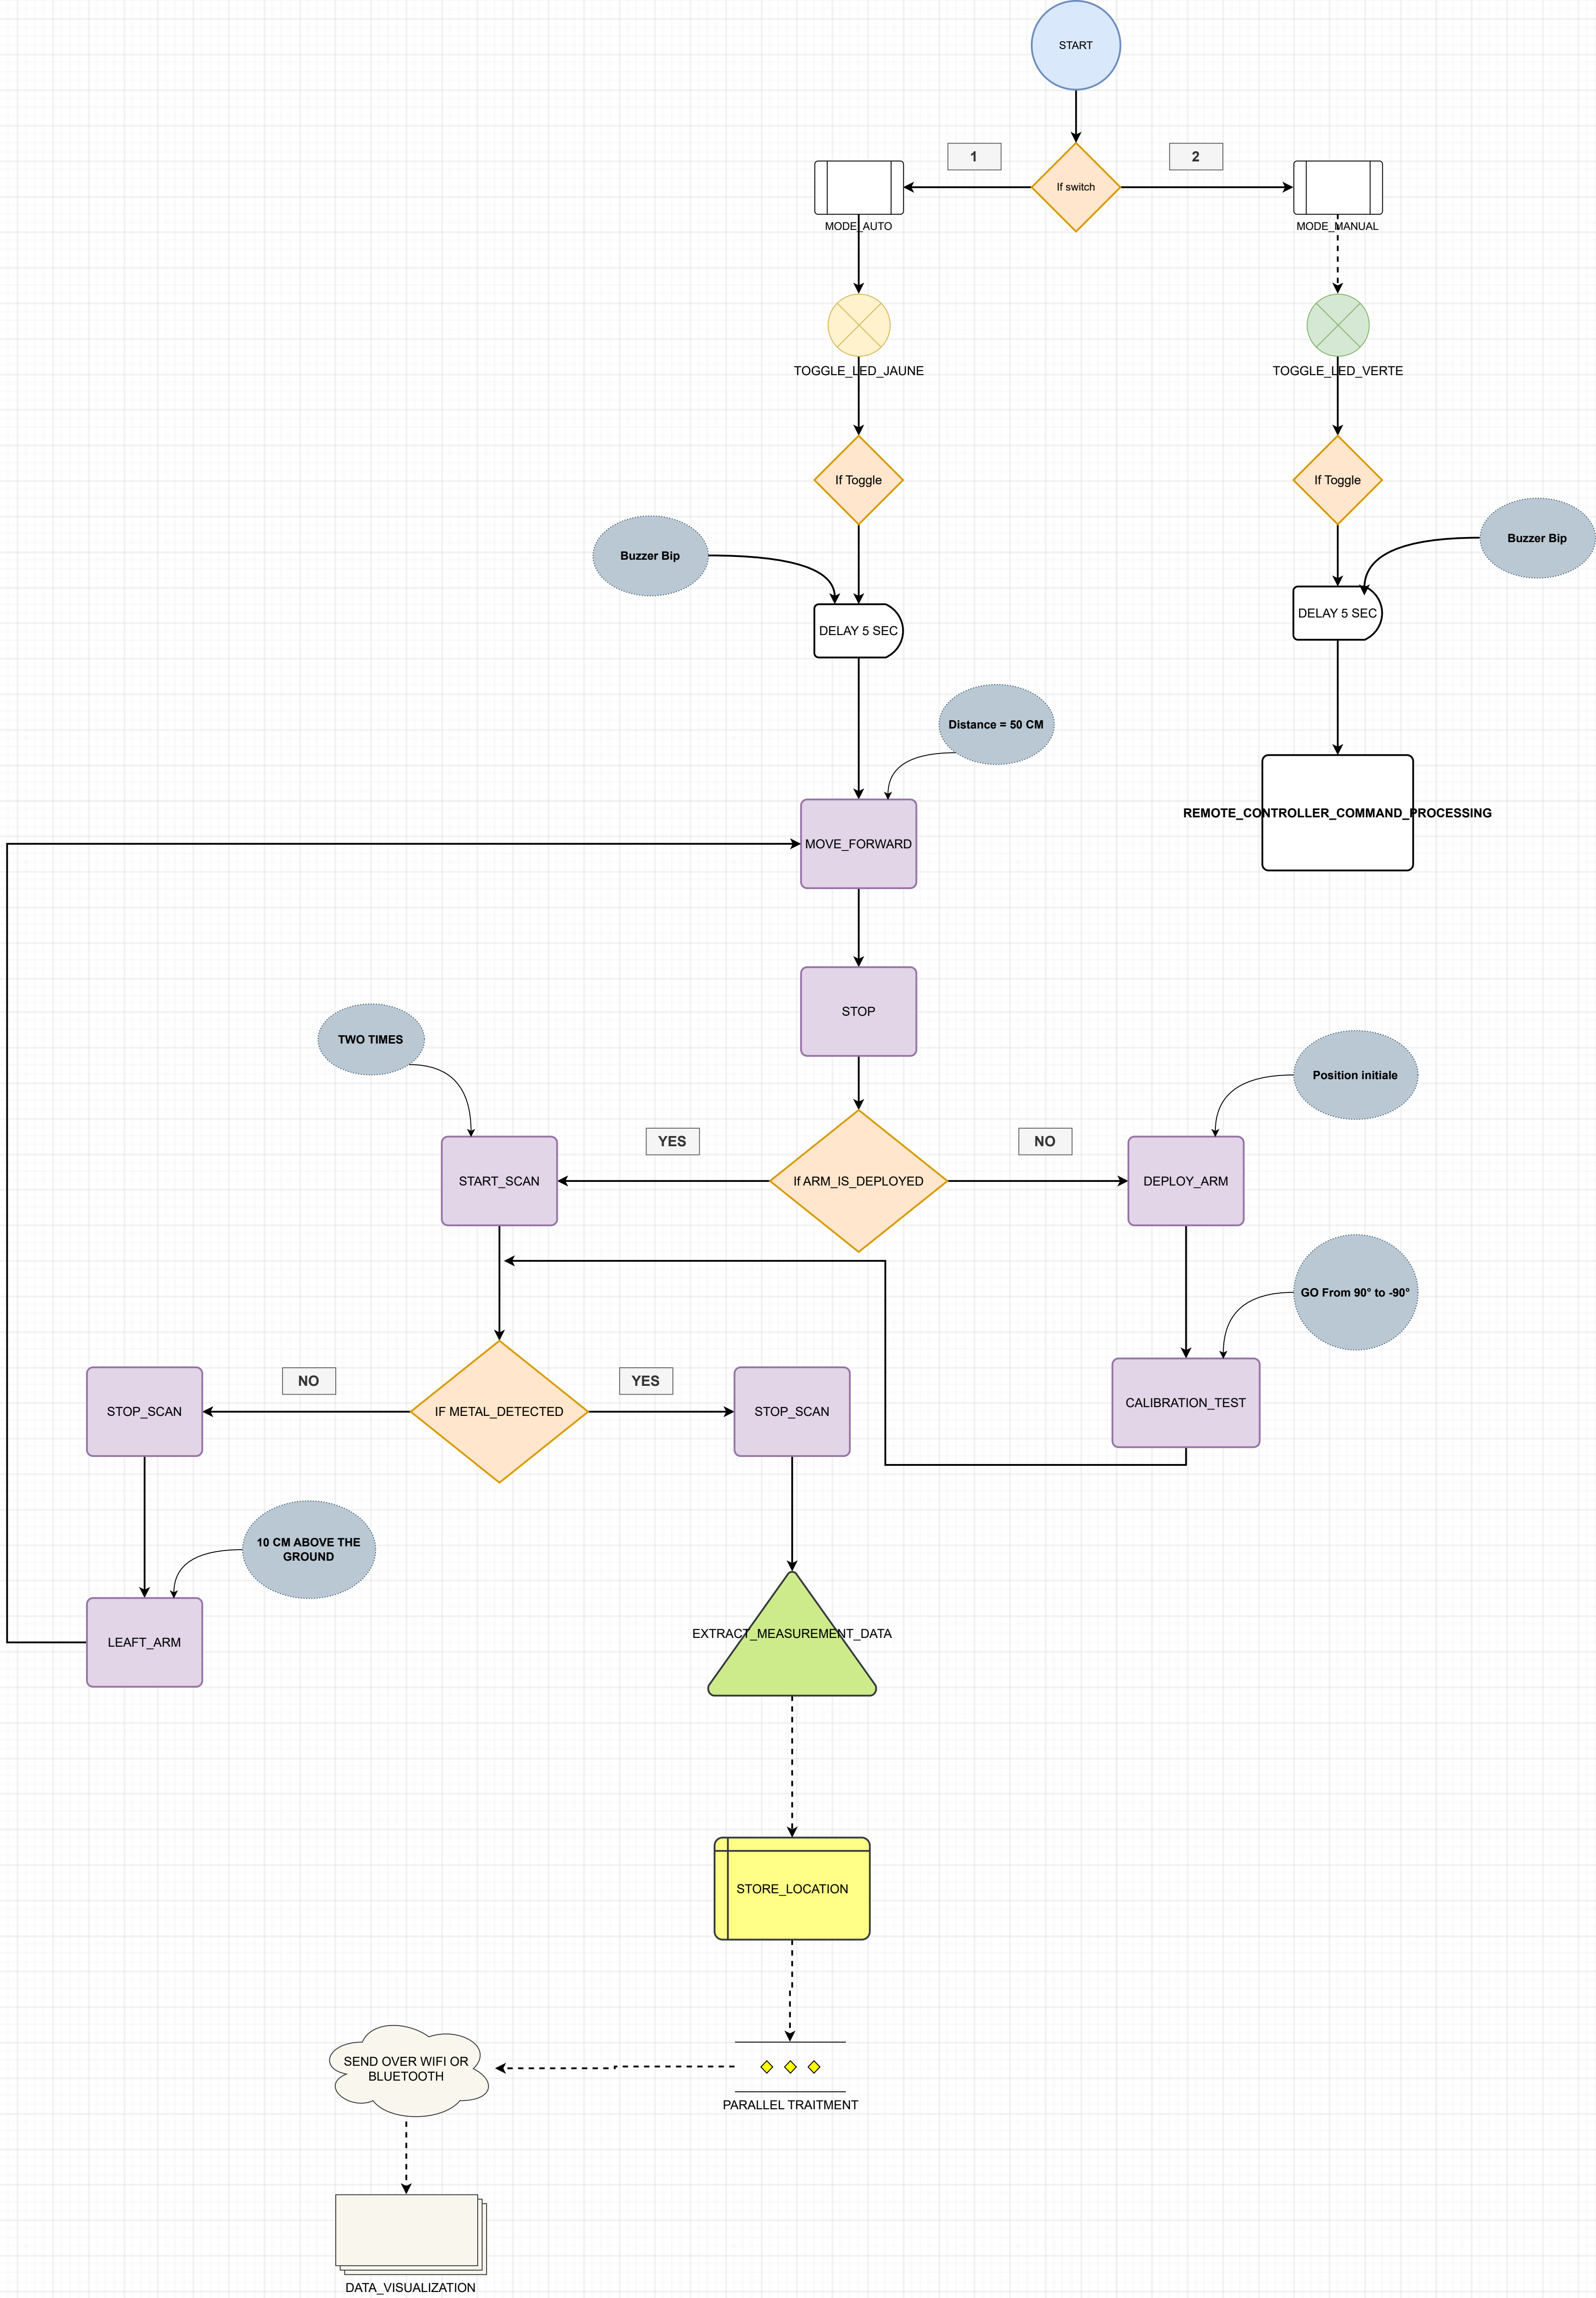 START
1
2
If switch
MODE_AUTO
MODE_MANUAL
TOGGLE_LED_JAUNE
TOGGLE_LED_VERTE
If Toggle
If Toggle
Buzzer Bip
Buzzer Bip
DELAY 5 SEC
DELAY 5 SEC
Distance = 50 CM
MOVE_FORWARD
REMOTE_CONTROLLER_COMMAND_PROCESSING
STOP
TWO TIMES
Position initiale
YES
NO
START_SCAN
If ARM_IS_DEPLOYED
DEPLOY_ARM
GO From 90° to -90°
NO
YES
STOP_SCAN
IF METAL_DETECTED
STOP_SCAN
CALIBRATION_TEST
10 CM ABOVE THE
GROUND
LEAFT_ARM
EXTRACT_MEASUREMENT_DATA
STORE_LOCATION
SEND OVER WIFI OR
BLUETOOTH
PARALLEL TRAITMENT
DATA_VISUALIZATION